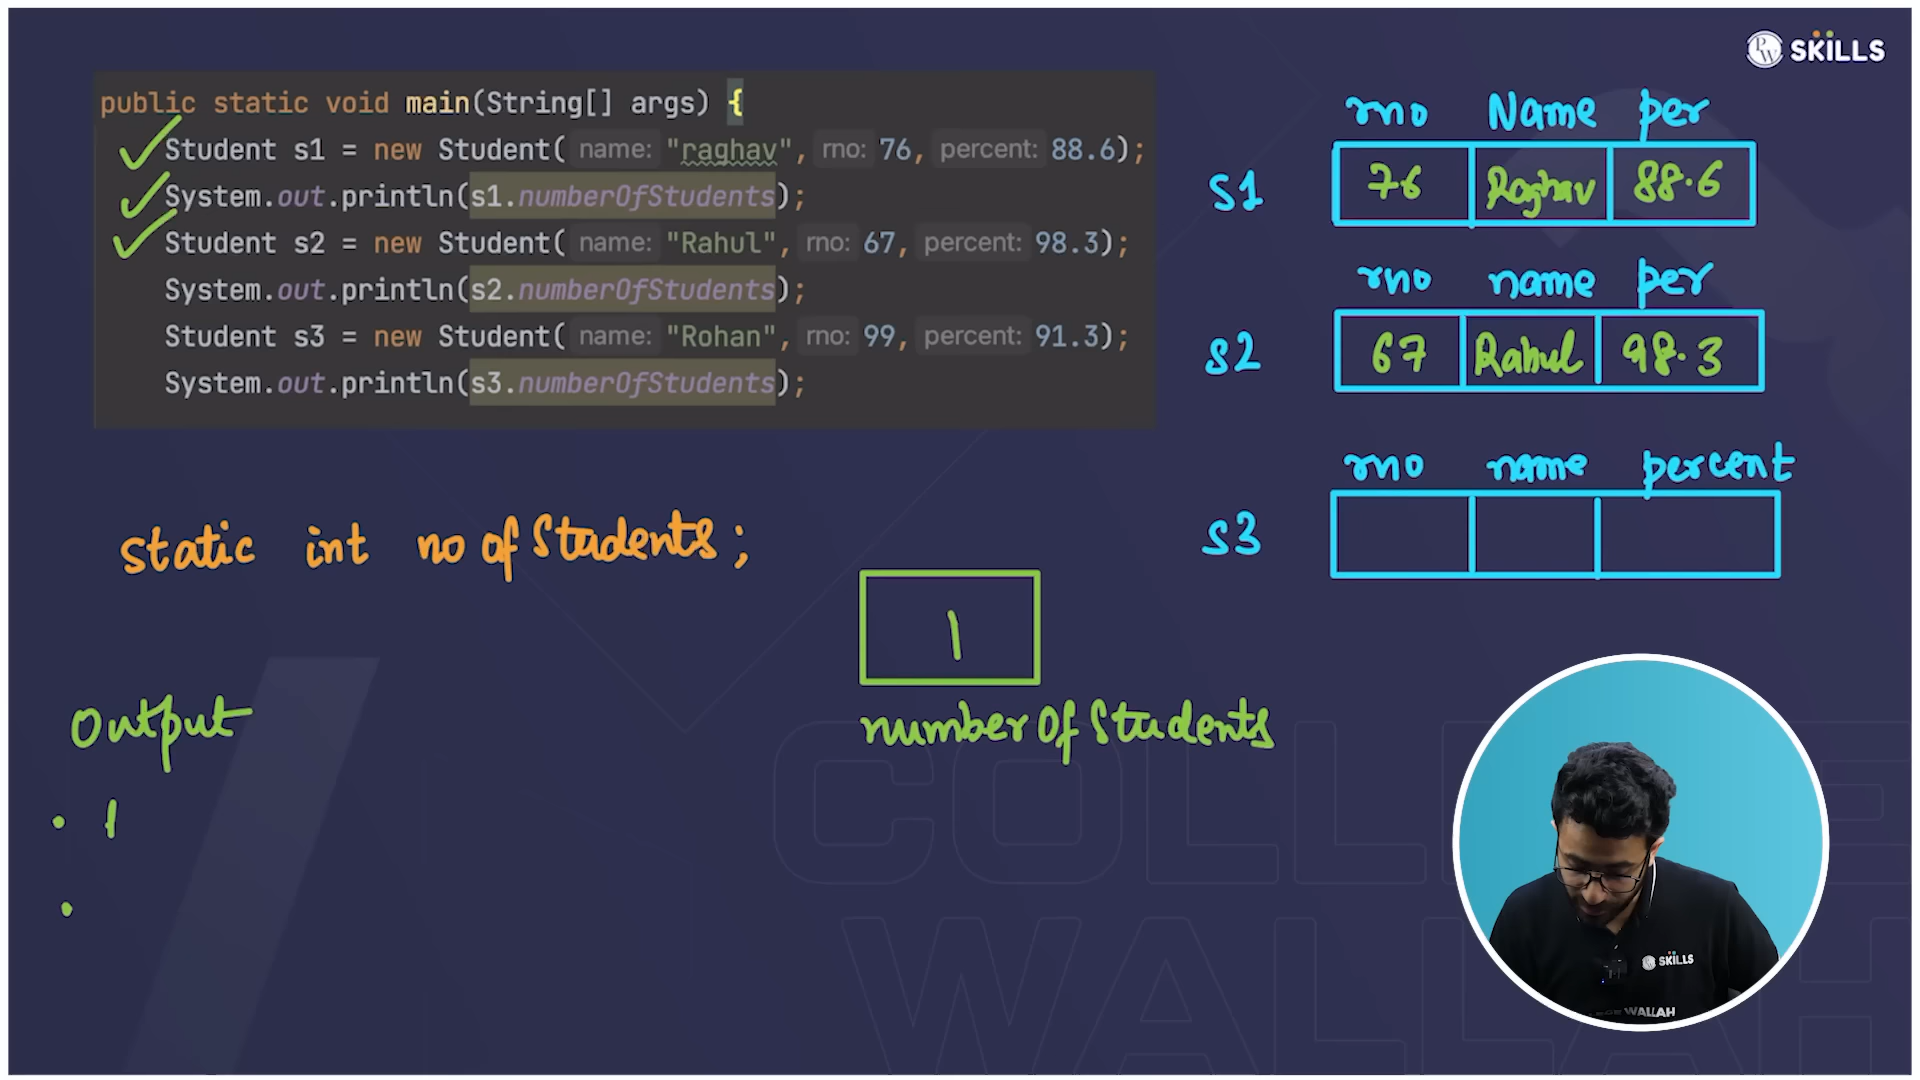 PW SKILLS
public static void main(String[] args) {
Student s1 = new Student( name: "raghav", rno: 76, percent: 88.6);
System.out.println(s1.numberOfStudents);
Student s2 = new Student( name: "Rahul", rno: 67, percent: 98.3);
System.out.println(s2.numberOfStudents);
Student s3 = new Student( name: "Rohan", rno: 99, percent: 91.3);
System.out.println(s3.numberOfStudents);
rno Name per
S1 76 Raghav 88.6
rno name per
S2 67 Rahul 98.3
rno name percent
S3
static int no of Students;
1
number Of Students
Output
• 1
•
COLLE
WALLAH
SKILLS
WALLAH